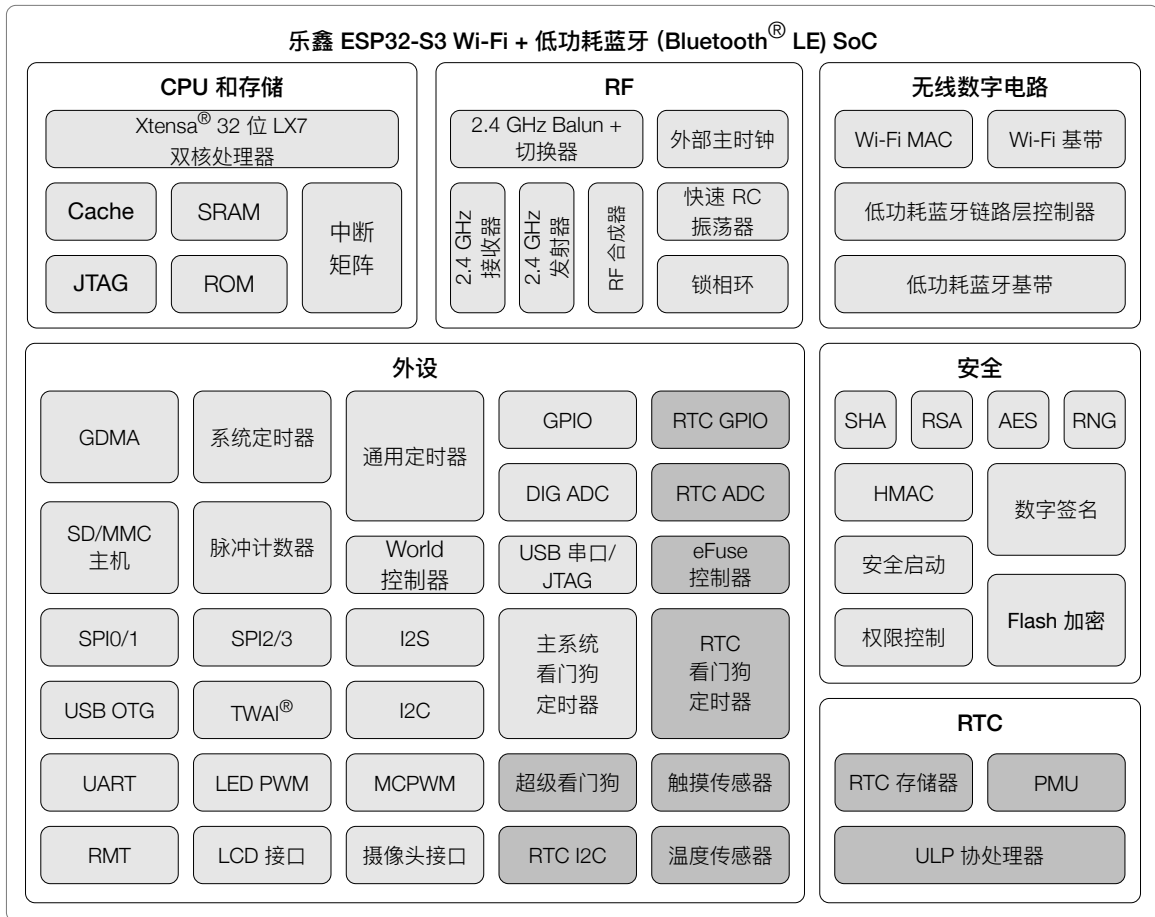 乐鑫 ESP32-S3 Wi-Fi + 低功耗蓝牙 (Bluetooth® LE) SoC
CPU 和存储
Xtensa® 32 位 LX7
双核处理器
Cache
SRAM
中断
矩阵
JTAG
ROM
RF
2.4 GHz Balun +
切换器
外部主时钟
2.4 GHz
接收器
2.4 GHz
发射器
RF 合成器
快速 RC
振荡器
锁相环
无线数字电路
Wi-Fi MAC
Wi-Fi 基带
低功耗蓝牙链路层控制器
低功耗蓝牙基带
外设
GDMA
系统定时器
通用定时器
GPIO
RTC GPIO
DIG ADC
RTC ADC
SD/MMC
主机
脉冲计数器
World
控制器
USB 串口/
JTAG
eFuse
控制器
SPI0/1
SPI2/3
I2S
主系统
看门狗
定时器
RTC
看门狗
定时器
USB OTG
TWAI®
I2C
UART
LED PWM
MCPWM
超级看门狗
触摸传感器
RMT
LCD 接口
摄像头接口
RTC I2C
温度传感器
安全
SHA
RSA
AES
RNG
HMAC
数字签名
安全启动
Flash 加密
权限控制
RTC
RTC 存储器
PMU
ULP 协处理器